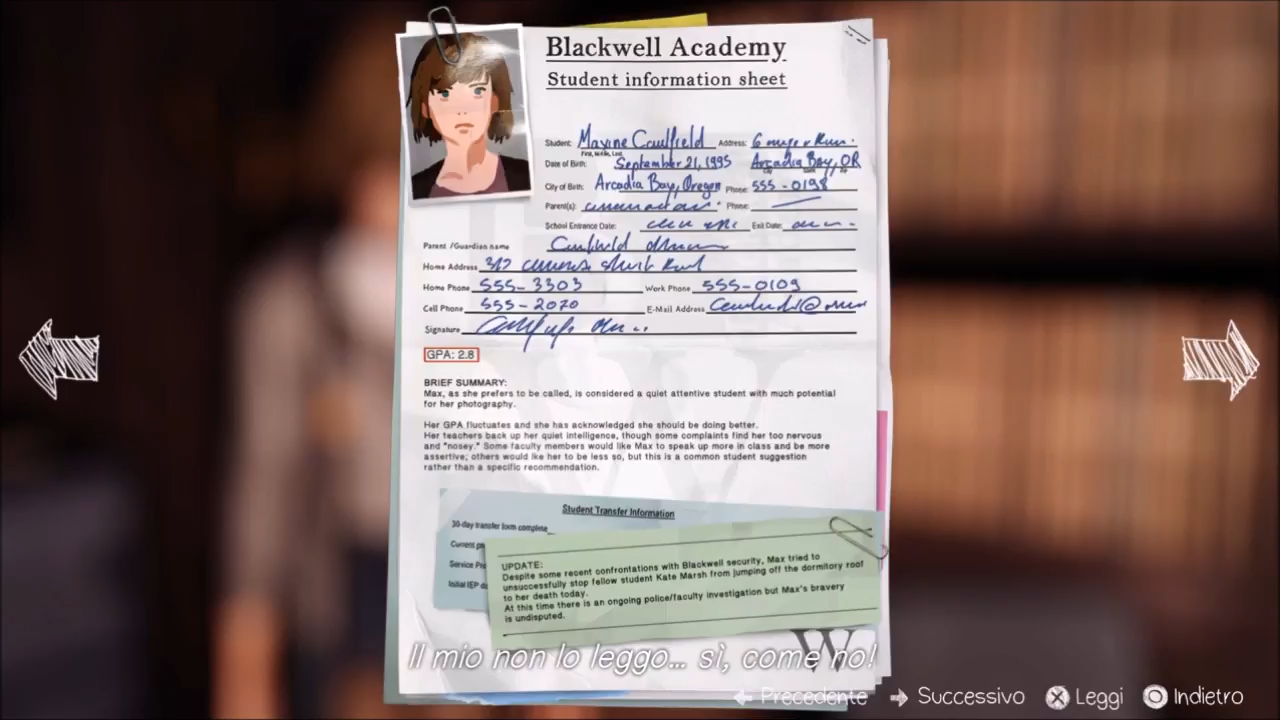 Blackwell Academy
Student information sheet
Student: Maxine Caulfield Address:
First, Middle, Last
Date of Birth: September 21, 1995 Arcadia Bay, OR
City of Birth: Arcadia Bay, Oregon Phone: 555-0198
Parent(s): Phone:
School Entrance Date: Exit Date:
Parent /Guardian name Caulfield
Home Address
Home Phone 555-3303 Work Phone 555-0109
Cell Phone 555-2070 E-Mail Address
Signature
GPA: 2.8
BRIEF SUMMARY:
Max, as she prefers to be called, is considered a quiet attentive student with much potential
for her photography.
Her GPA fluctuates and she has acknowledged she should be doing better.
Her teachers back up her quiet intelligence, though some complaints find her too nervous
and "nosey." Some faculty members would like Max to speak up more in class and be more
assertive; others would like her to be less so, but this is a common student suggestion
rather than a specific recommendation.
Student Transfer Information
30-day transfer form complete_
Current
Service
Initial IEP
UPDATE:
Despite some recent confrontations with Blackwell security, Max tried to
unsuccessfully stop fellow student Kate Marsh from jumping off the dormitory roof
to her death today.
At this time there is an ongoing police/faculty investigation but Max's bravery
is undisputed.
W
Il mio non lo leggo... sì, come no!
Precedente Successivo Leggi Indietro